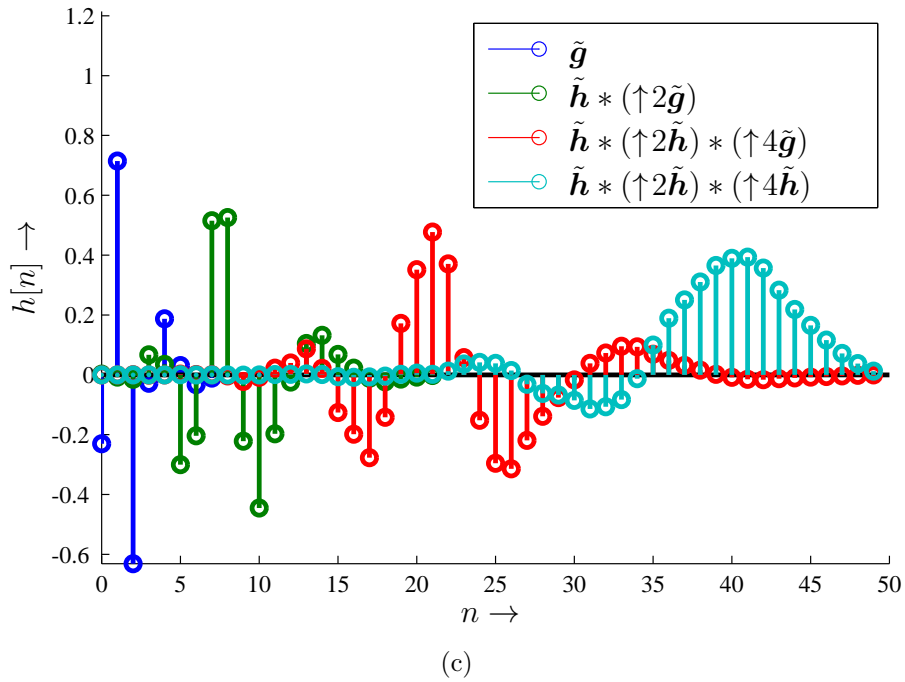 1.2
1
0.8
0.6
0.4
0.2
0
-0.2
-0.4
-0.6
h[n] →
g̃
h̃ ∗ (↑2g̃)
h̃ ∗ (↑2h̃) ∗ (↑4g̃)
h̃ ∗ (↑2h̃) ∗ (↑4h̃)
0 5 10 15 20 25 30 35 40 45 50
n →
(c)